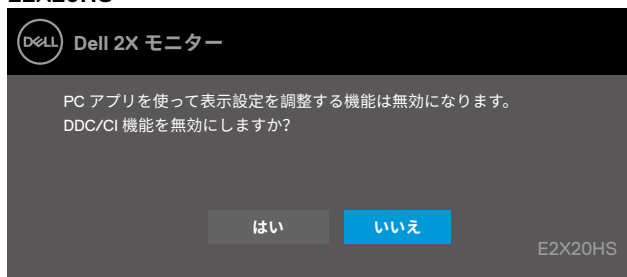 E2X20HS
DELL Dell 2X モニター
PC アプリを使って表示設定を調整する機能は無効になります。
DDC/CI 機能を無効にしますか?
はい いいえ
E2X20HS